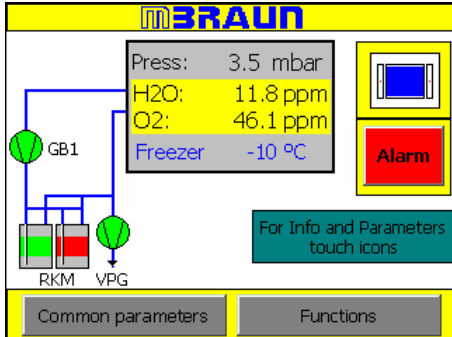 MBRAUN
Press: 3.5 mbar
H2O: 11.8 ppm
O2: 46.1 ppm
Freezer -10 ºC
GB1
Alarm
For Info and Parameters
touch icons
RKM VPG
Common parameters Functions